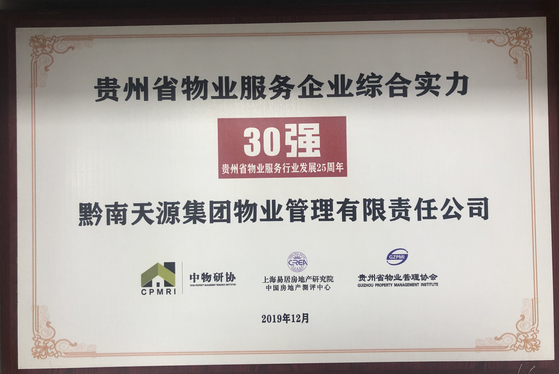 贵州省物业服务企业综合实力
30强
贵州省物业服务行业发展25周年
黔南天源集团物业管理有限责任公司
CPMRI
中物研协
CREA
上海易居房地产研究院
中国房地产测评中心
GZPMI
贵州省物业管理协会
GUIZHOU PROPERTY MANAGEMENT INSTITUTE
2019年12月